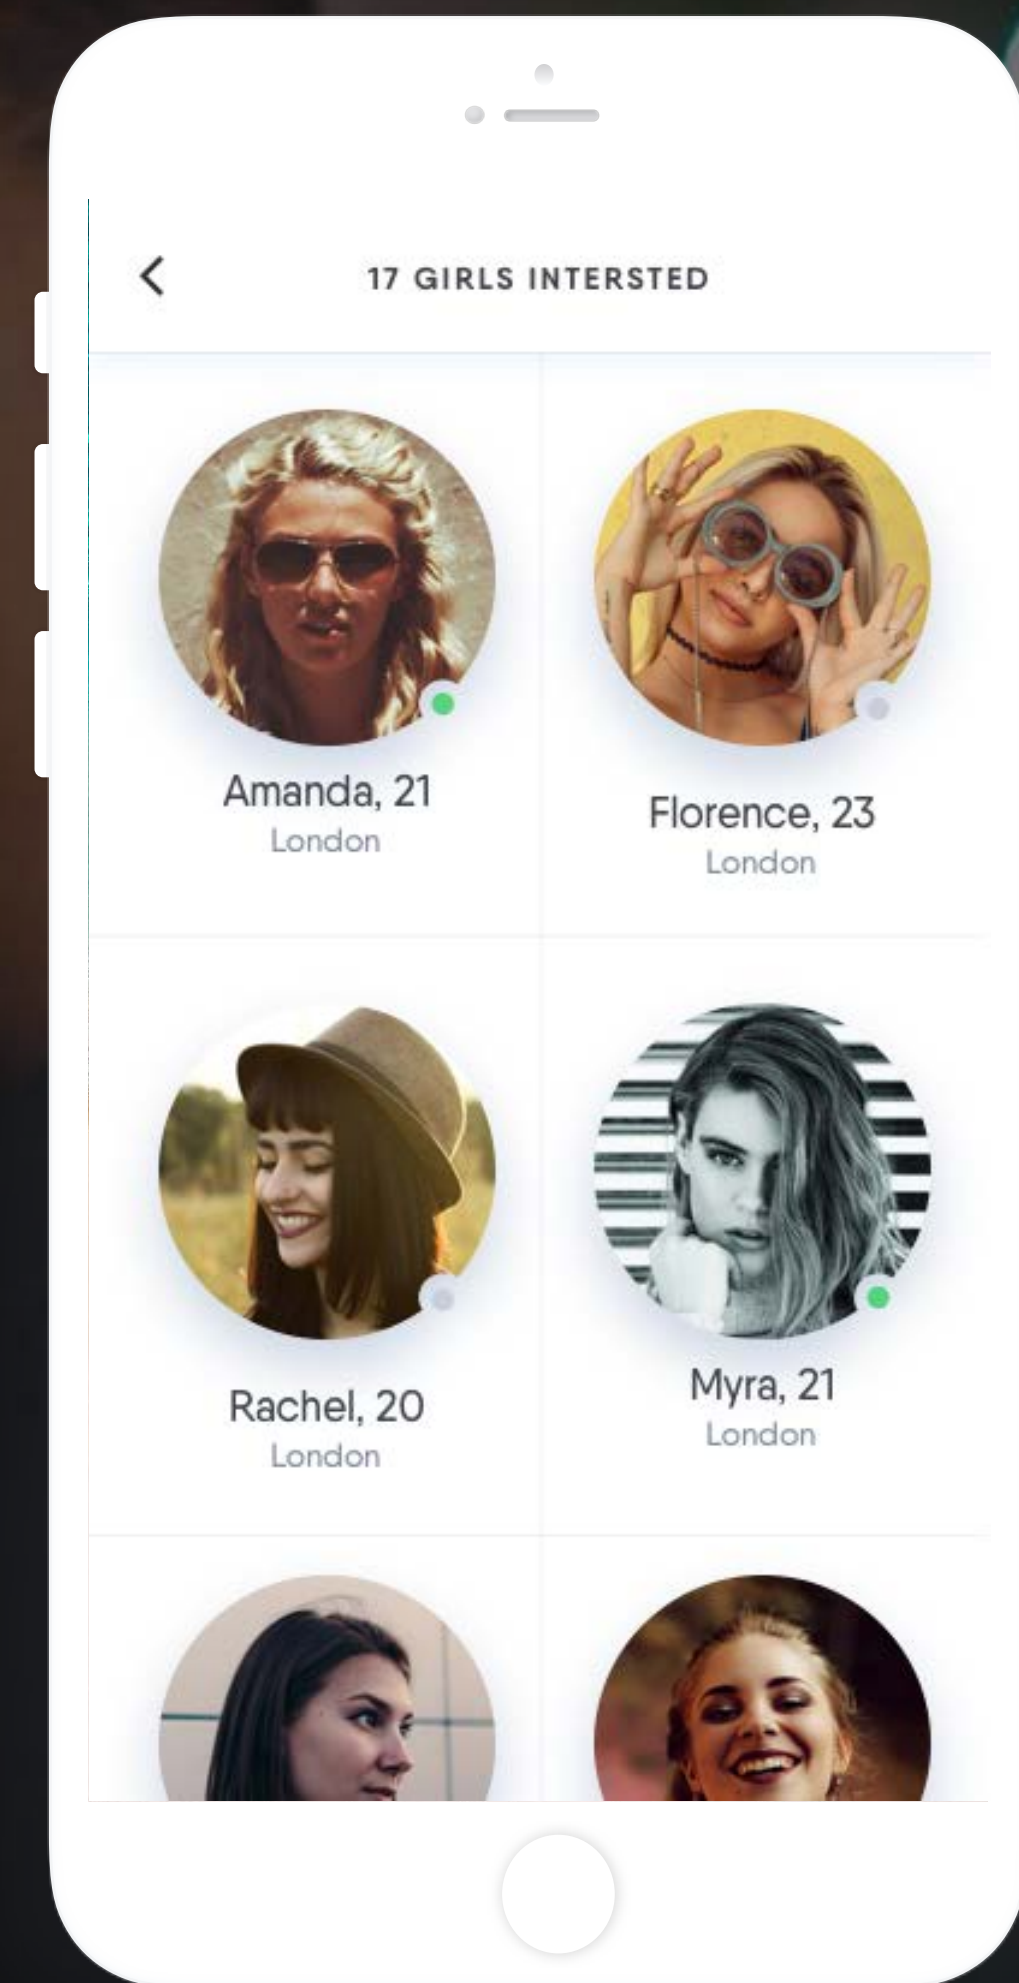 17 GIRLS INTERSTED
Amanda, 21
London
Florence, 23
London
Rachel, 20
London
Myra, 21
London